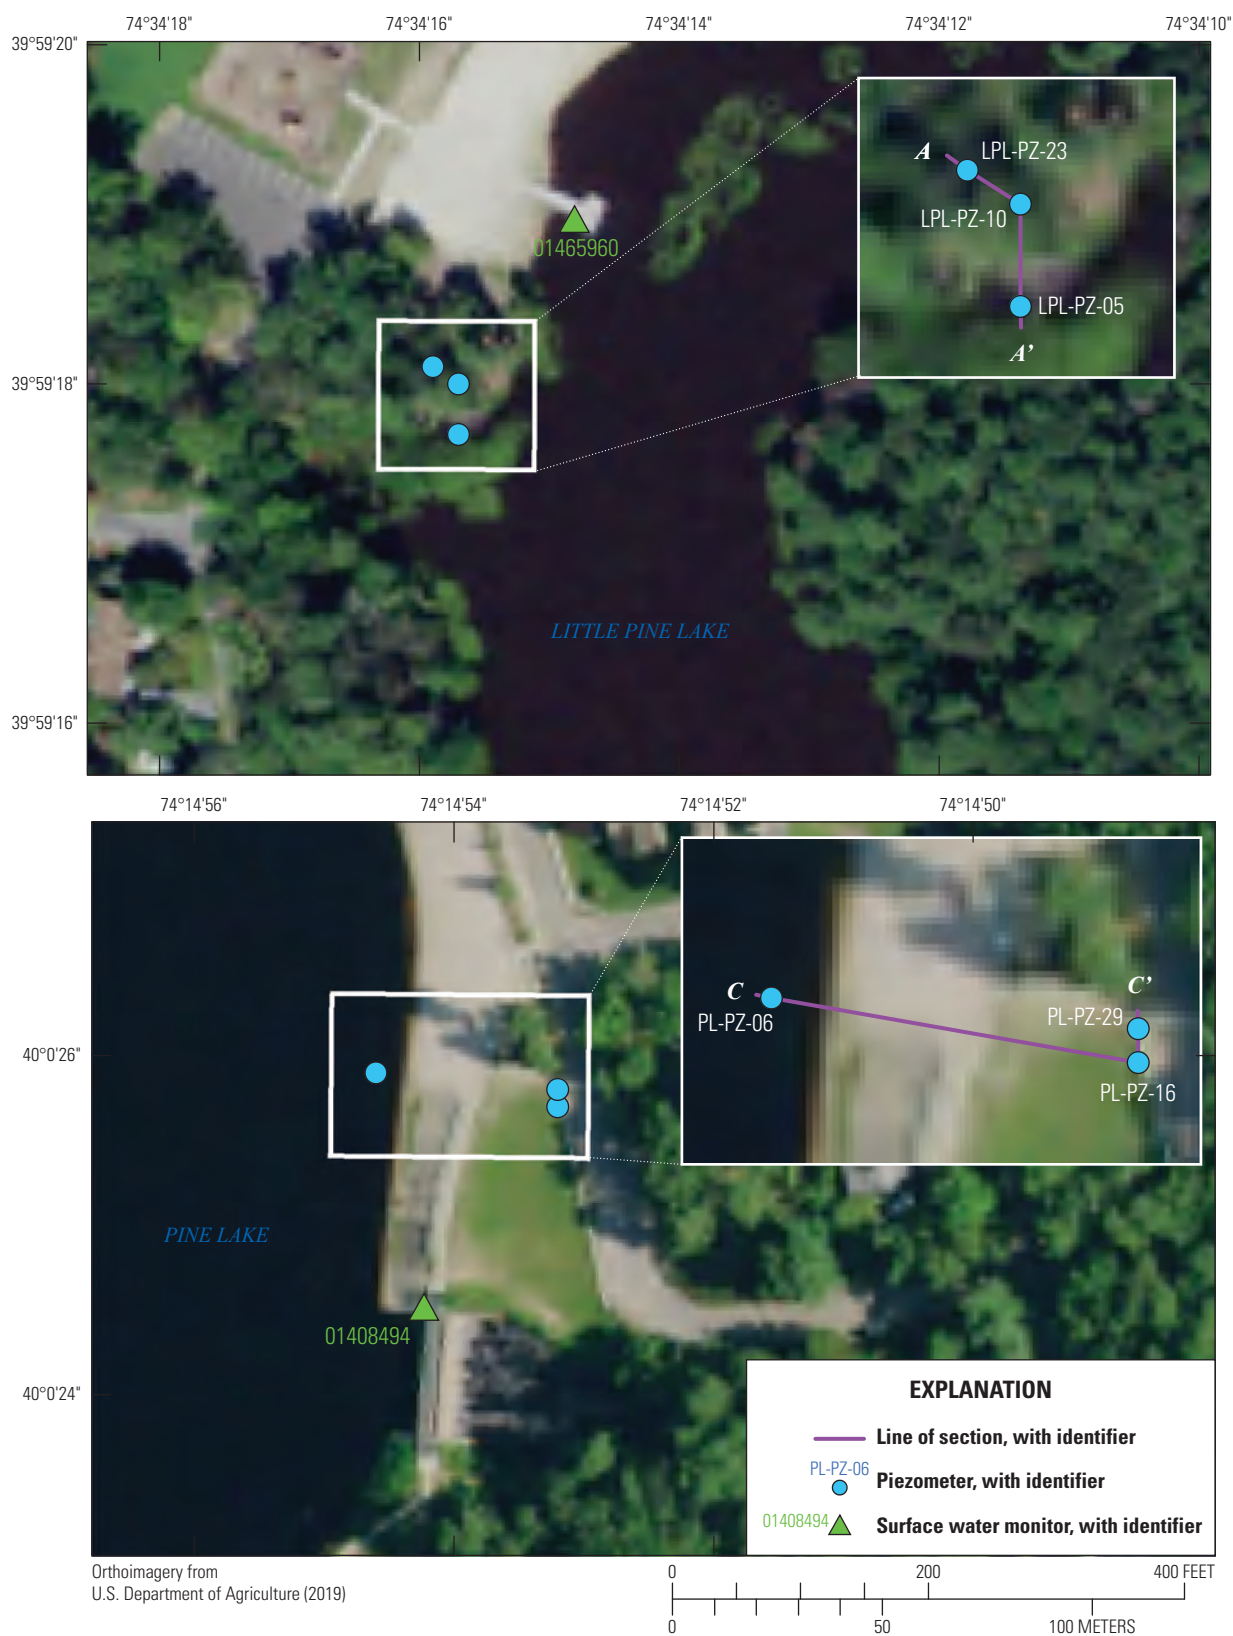 74°34'18"
74°34'16"
74°34'14"
74°34'12"
74°34'10"
39°59'20"
A
LPL-PZ-23
LPL-PZ-10
LPL-PZ-05
A’
01465960
39°59'18"
LITTLE PINE LAKE
39°59'16"
74°14'56"
74°14'54"
74°14'52"
74°14'50"
C
PL-PZ-06
C’
PL-PZ-29
PL-PZ-16
40°0'26"
PINE LAKE
01408494
40°0'24"
EXPLANATION
Line of section, with identifier
PL-PZ-06
Piezometer, with identifier
01408494
Surface water monitor, with identifier
Orthoimagery from
U.S. Department of Agriculture (2019)
0 200 400 FEET
0 50 100 METERS